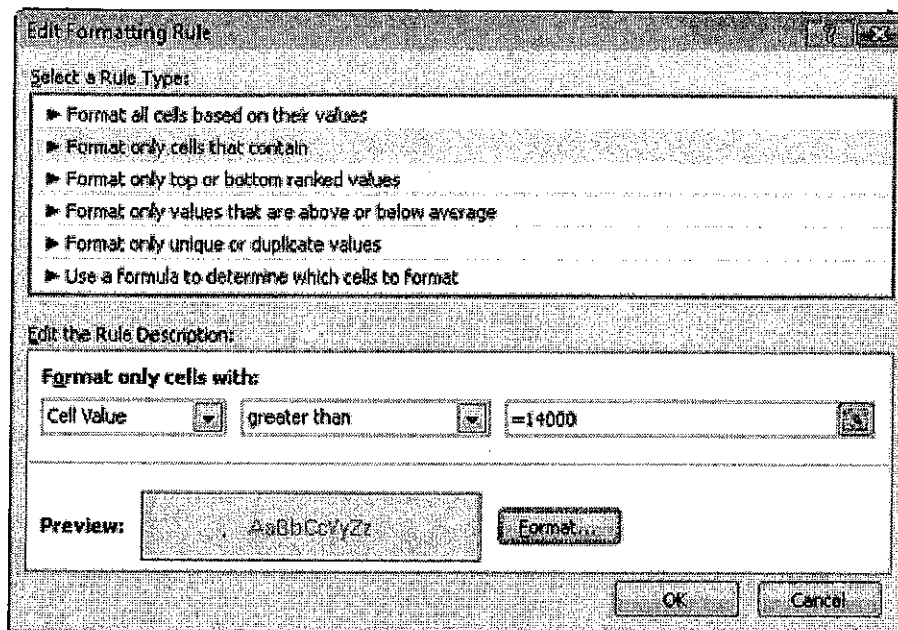 Edit Formatting Rule ?
Select a Rule Type:
► Format all cells based on their values
► Format only cells that contain
► Format only top or bottom ranked values
► Format only values that are above or below average
► Format only unique or duplicate values
► Use a formula to determine which cells to format
Edit the Rule Description:
Format only cells with:
Cell Value greater than =14000
Preview: AaBbCcYyZz Format...
OK Cancel